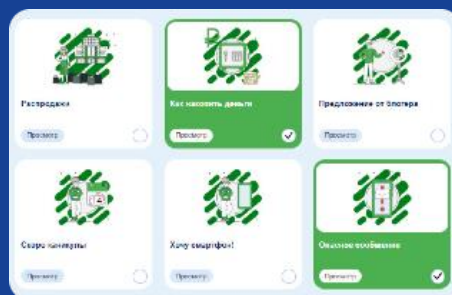 Распродажи
Как накопить деньги
Предложение от блогера
Просмотр
Просмотр
Просмотр
Скоро каникулы
Хочу смартфон!
Опасное сообщение
Просмотр
Просмотр
Просмотр